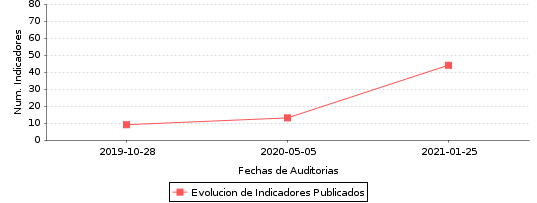 80
70
60
50
40
30
20
10
0
Num. Indicadores
2019-10-28 2020-05-05 2021-01-25
Fechas de Auditorias
Evolucion de Indicadores Publicados